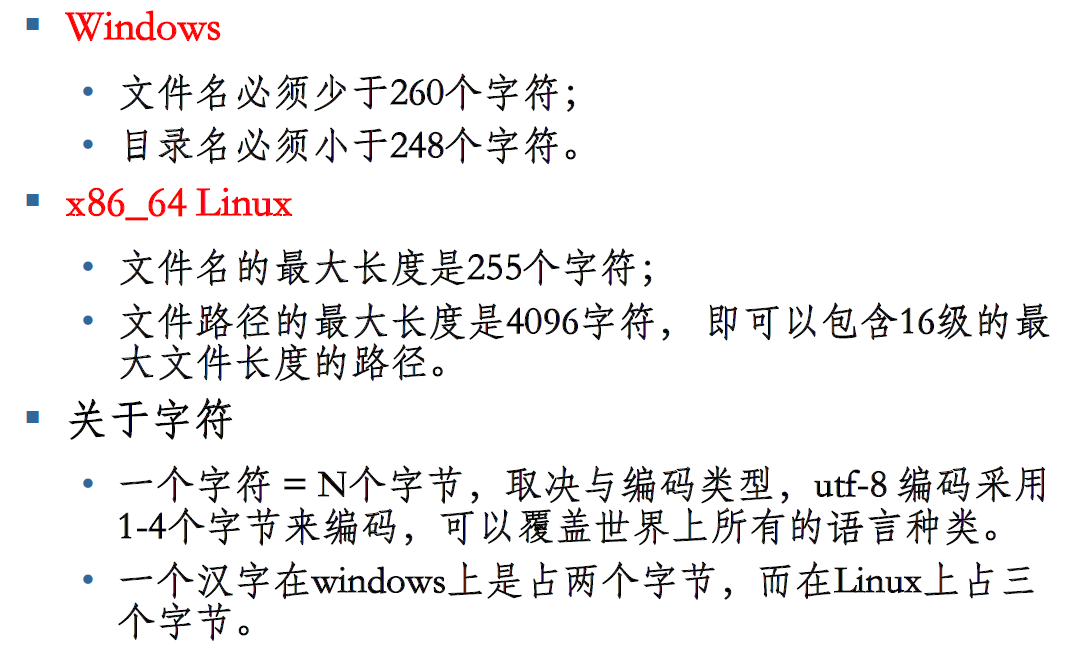 Windows
文件名必须少于260个字符；
目录名必须小于248个字符。
x86_64 Linux
文件名的最大长度是255个字符；
文件路径的最大长度是4096字符， 即可以包含16级的最
大文件长度的路径。
关于字符
一个字符 = N个字节，取决与编码类型，utf-8 编码采用
1-4个字节来编码，可以覆盖世界上所有的语言种类。
一个汉字在windows上是占两个字节，而在Linux上占三
个字节。